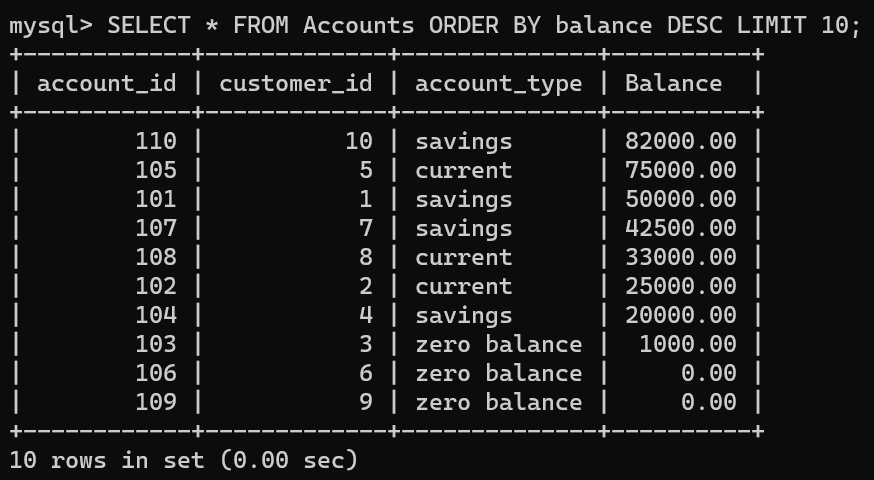 mysql> SELECT * FROM Accounts ORDER BY balance DESC LIMIT 10;
+------------+-------------+--------------+----------+
| account_id | customer_id | account_type | Balance  |
+------------+-------------+--------------+----------+
|        110 |          10 | savings      | 82000.00 |
|        105 |           5 | current      | 75000.00 |
|        101 |           1 | savings      | 50000.00 |
|        107 |           7 | savings      | 42500.00 |
|        108 |           8 | current      | 33000.00 |
|        102 |           2 | current      | 25000.00 |
|        104 |           4 | savings      | 20000.00 |
|        103 |           3 | zero balance |  1000.00 |
|        106 |           6 | zero balance |     0.00 |
|        109 |           9 | zero balance |     0.00 |
+------------+-------------+--------------+----------+
10 rows in set (0.00 sec)